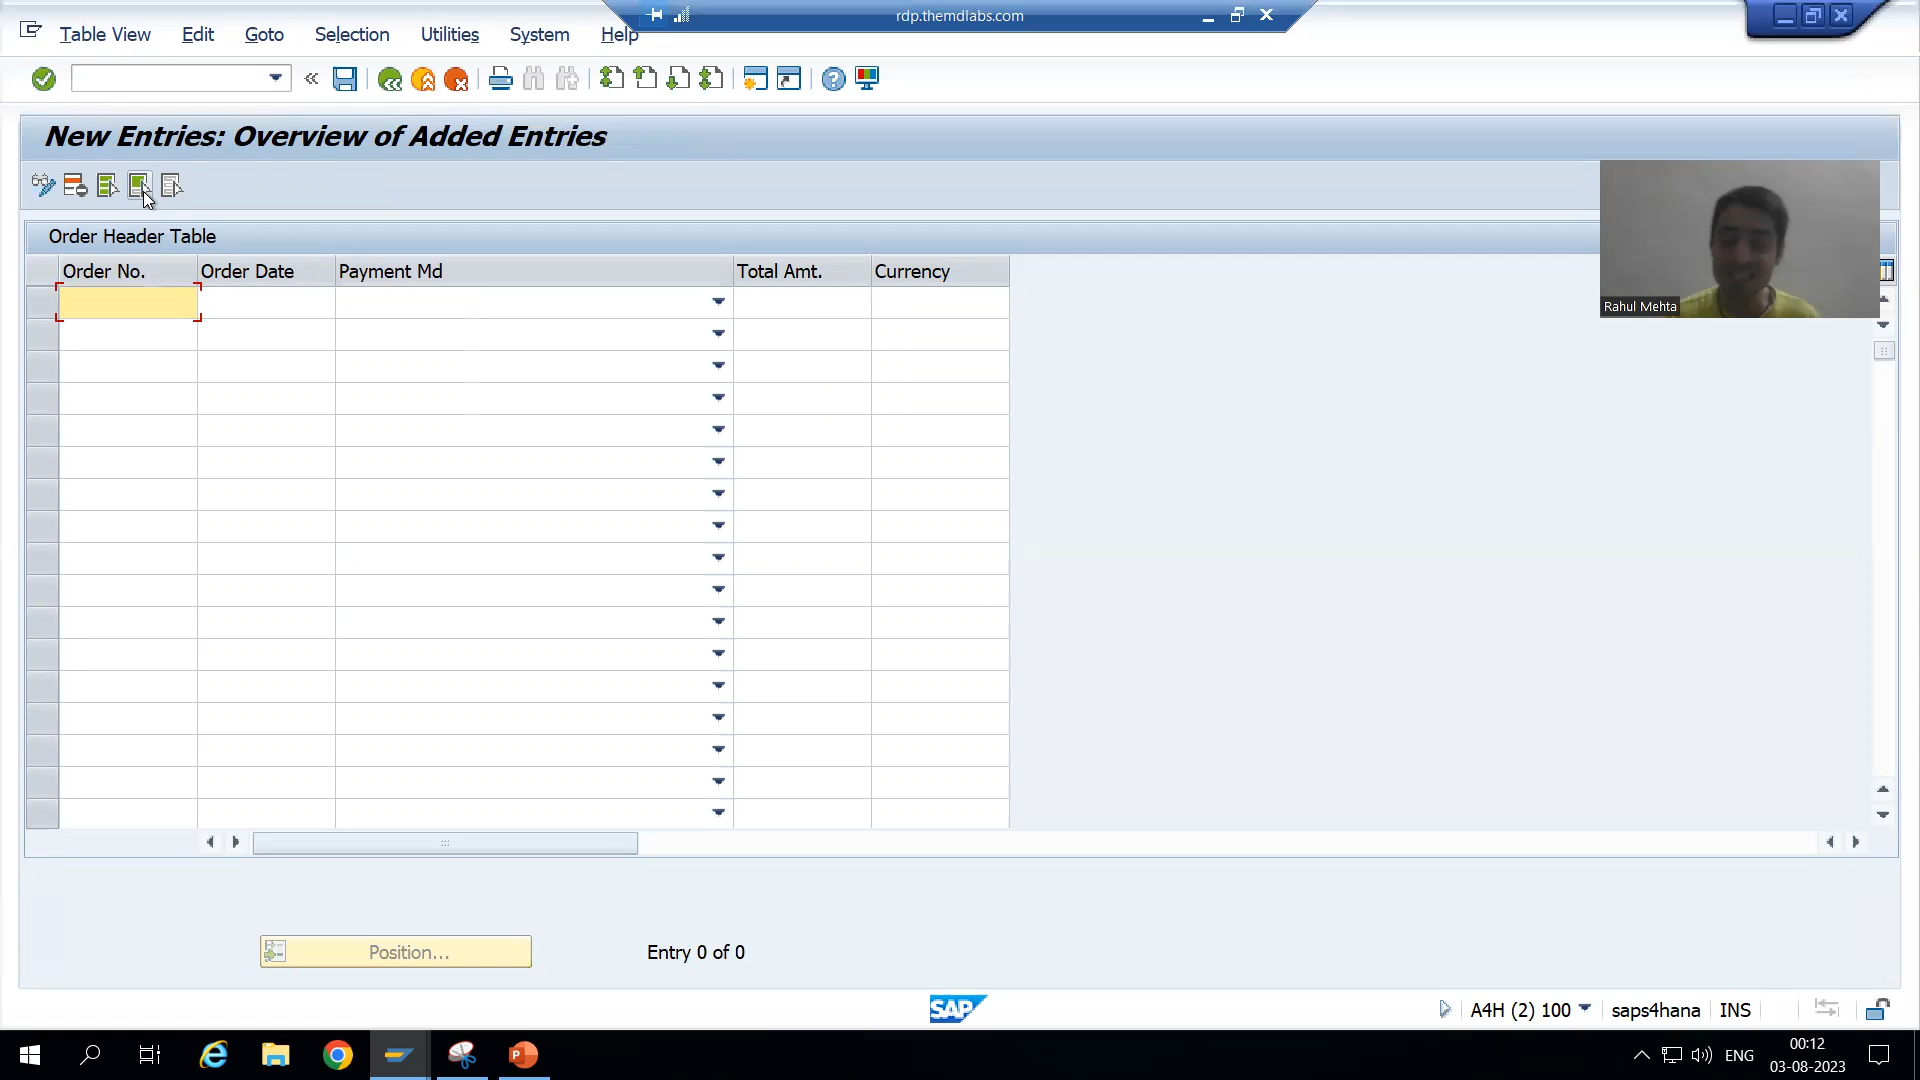 rdp.themdlabs.com
Table View Edit Goto Selection Utilities System Help
New Entries: Overview of Added Entries
Order Header Table
Order No. Order Date Payment Md Total Amt. Currency
Rahul Mehta
Position... Entry 0 of 0
SAP A4H (2) 100 saps4hana INS
ENG 00:12
03-08-2023